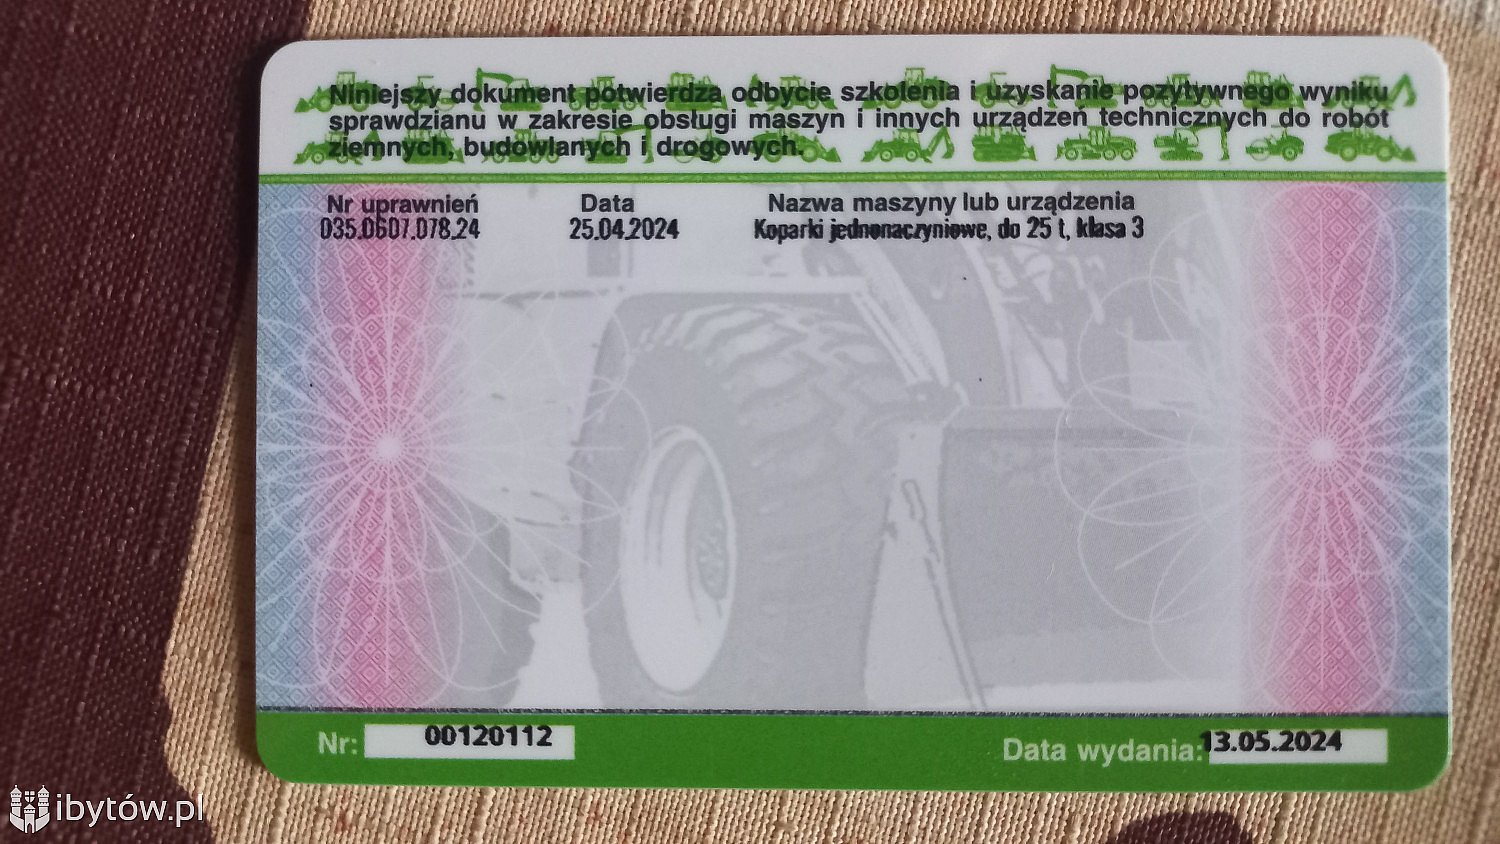 Niniejszy dokument potwierdza odbycie szkolenia i uzyskanie pozytywnego wyniku
sprawdzianu w zakresie obsługi maszyn i innych urządzeń technicznych do robót
ziemnych, budowlanych i drogowych.
Nr uprawnień Data Nazwa maszyny lub urządzenia
035.0607.078.24 25.04.2024 Koparki jednonaczyniowe, do 25 t, klasa 3
Nr: 00120112 Data wydania: 13.05.2024
ibytów.pl